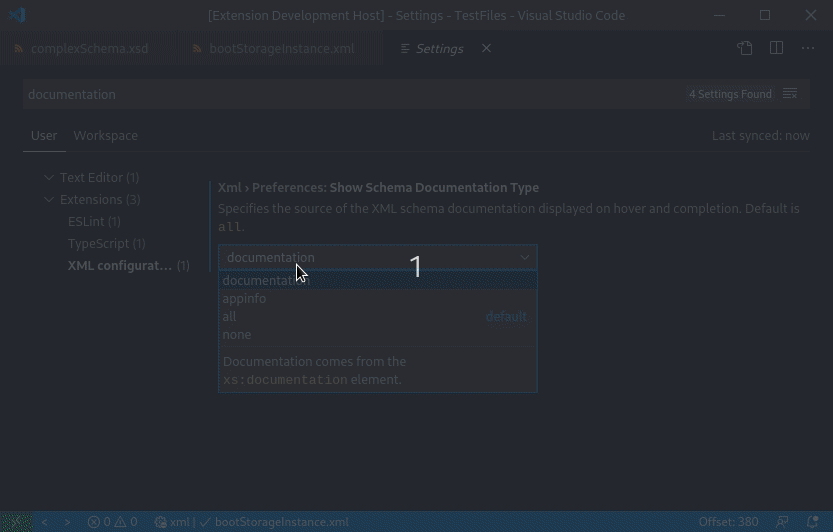 [Extension Development Host] - Settings - TestFiles - Visual Studio Code
complexSchema.xsd
bootStorageInstance.xml
Settings
documentation
4 Settings Found
User
Workspace
Last synced: now
Text Editor (1)
Extensions (3)
ESLint (1)
TypeScript (1)
XML configurat... (1)
Xml › Preferences: Show Schema Documentation Type
Specifies the source of the XML schema documentation displayed on hover and completion. Default is
all.
documentation
1
documentation
appinfo
all default
none
Documentation comes from the
xs:documentation element.
0 0 xml | ✓ bootStorageInstance.xml Offset: 380